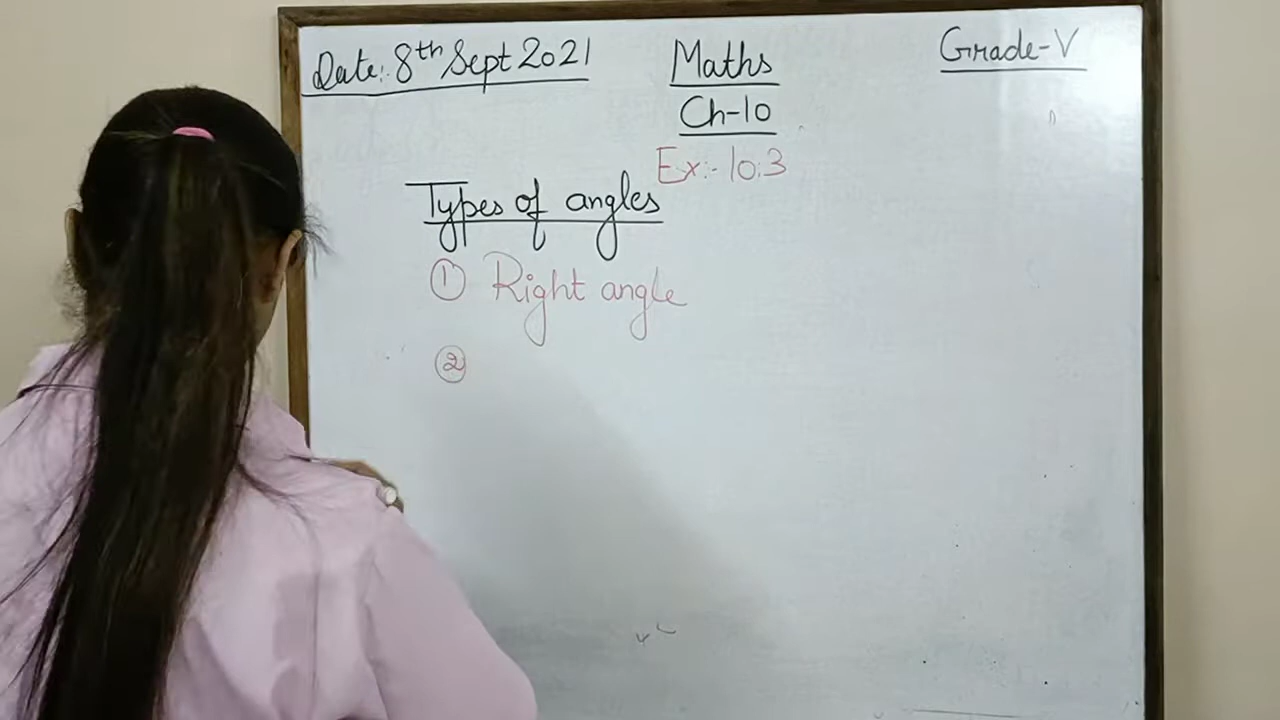 Date:. 8th Sept 2021
Maths
Grade-V
Ch-10
Ex:- 10.3
Types of angles
① Right angle
②